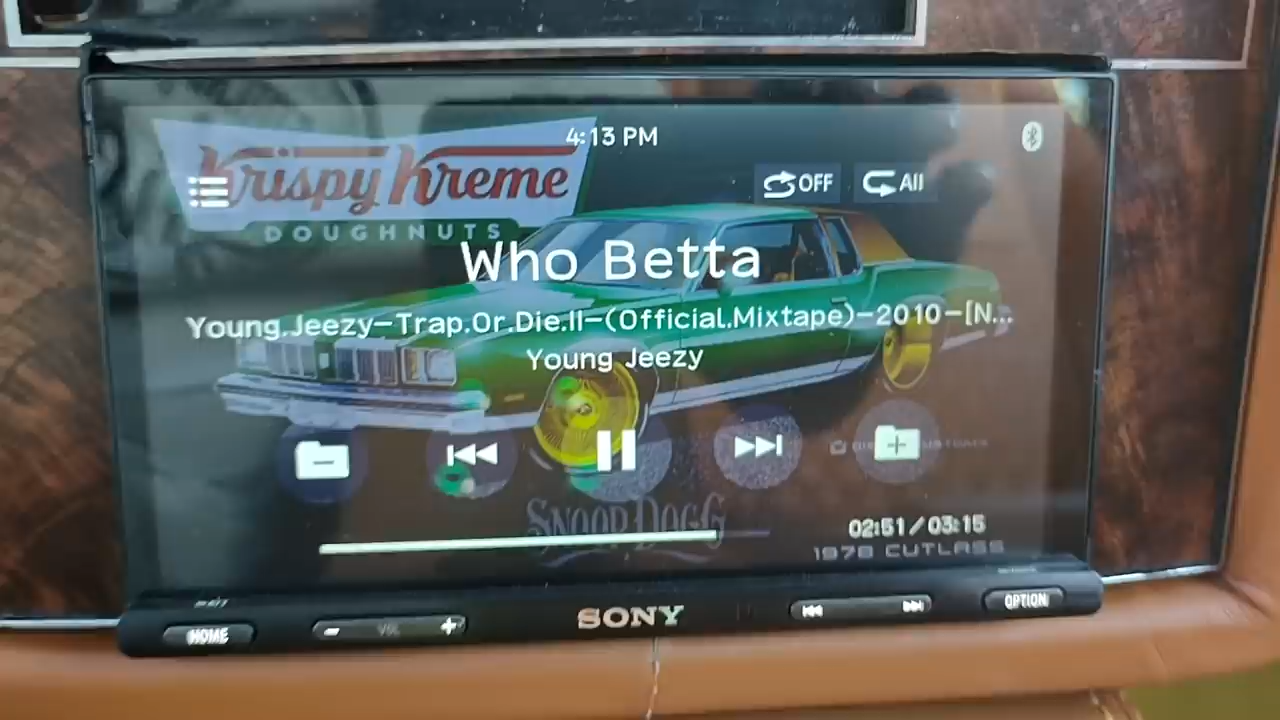 4:13 PM
Krispy Kreme
DOUGHNUTS
OFF
All
Who Betta
Young.Jeezy-Trap.Or.Die.II-(Official.Mixtape)-2010-[N...
Young Jeezy
SNOOP DOGG
02:51 / 03:15
1978 CUTLASS
HOME
- VOL +
SONY
OPTION